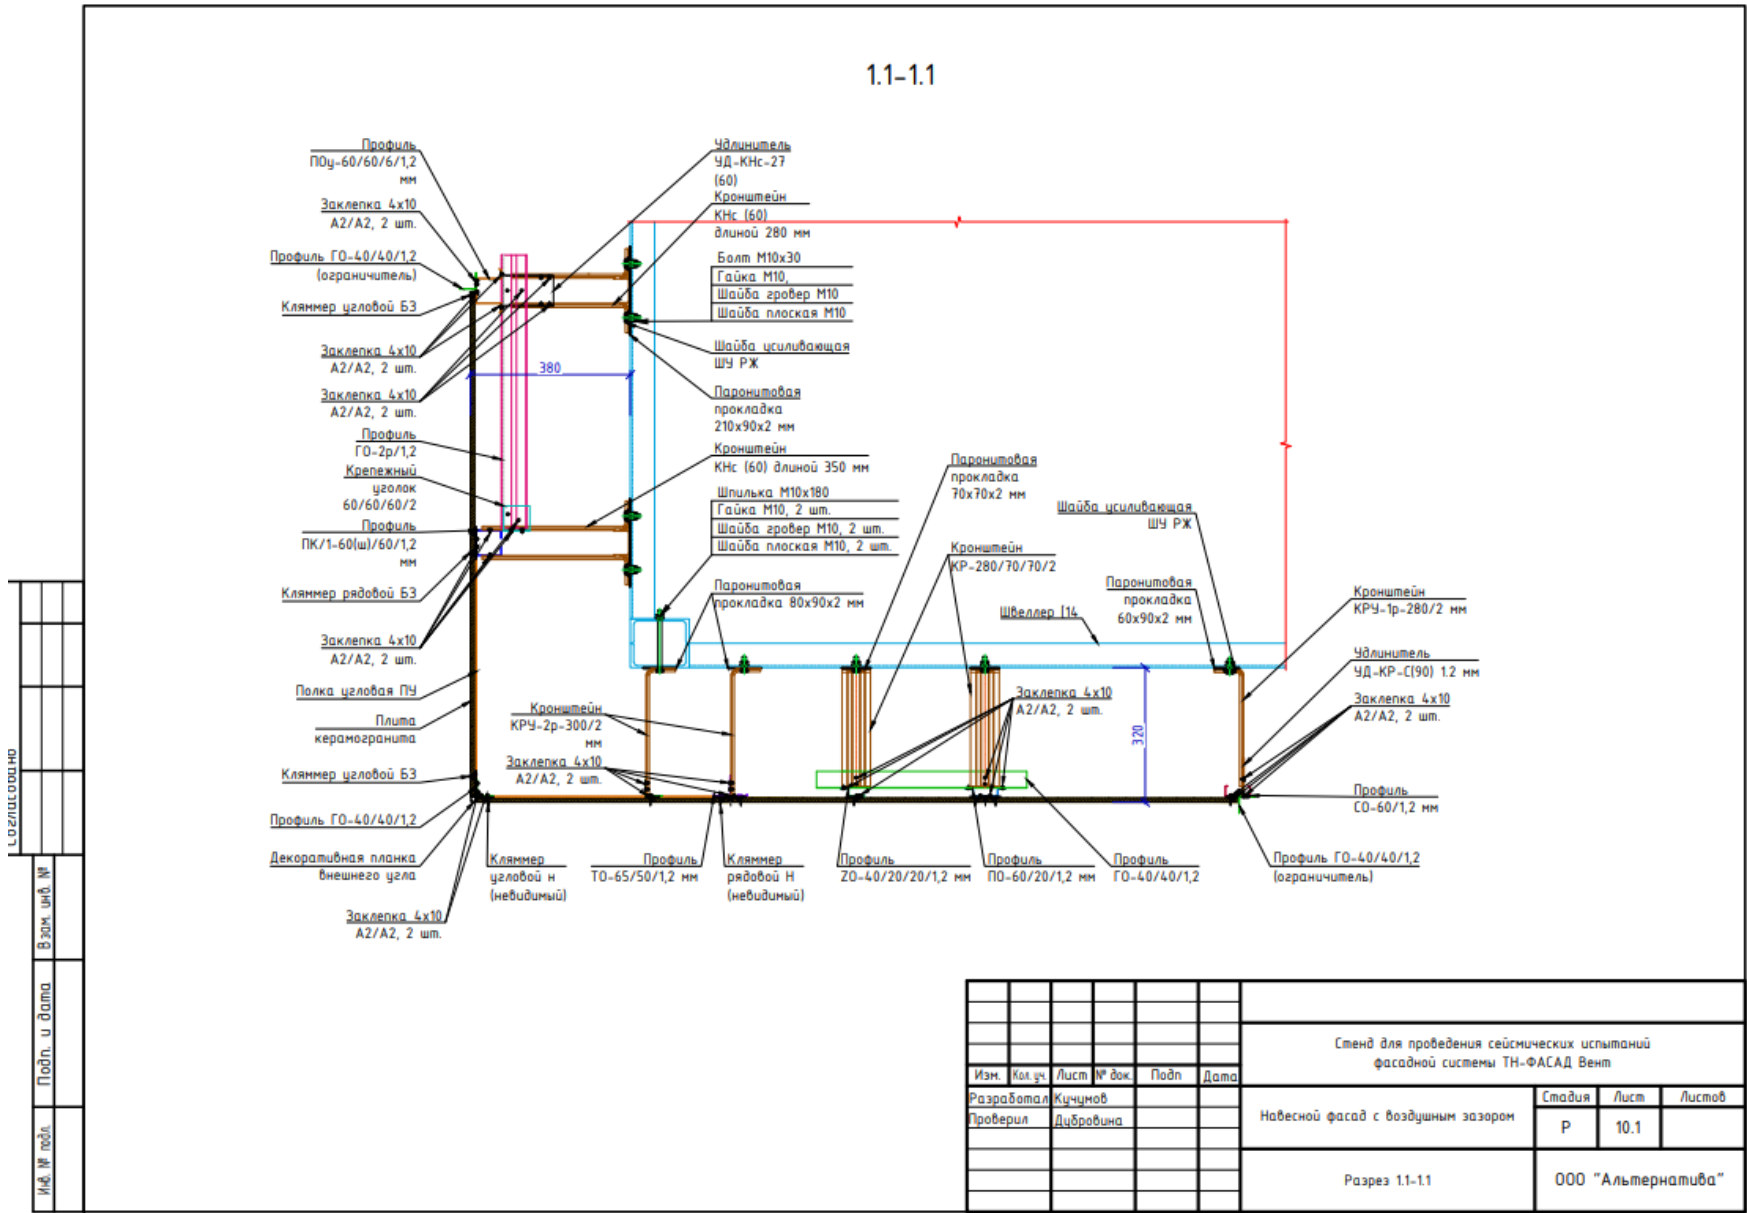 1.1-1.1
Профиль
ПОу-60/60/6/1,2
мм
Заклепка 4х10
А2/А2, 2 шт.
Профиль ГО-40/40/1,2
(ограничитель)
Кляммер угловой БЗ
Заклепка 4х10
А2/А2, 2 шт.
Заклепка 4х10
А2/А2, 2 шт.
Профиль
ГО-2р/1,2
Крепежный
уголок
60/60/60/2
Профиль
ПК/1-60(ш)/60/1,2
мм
Кляммер рядовой БЗ
Заклепка 4х10
А2/А2, 2 шт.
Полка угловая ПУ
Плита
керамогранита
Кляммер угловой БЗ
Профиль ГО-40/40/1,2
Декоративная планка
внешнего угла
Заклепка 4х10
А2/А2, 2 шт.
Удлинитель
УД-КНс-27
(60)
Кронштейн
КНс (60)
длиной 280 мм
Болт М10х30
Гайка М10,
Шайба гровер М10
Шайба плоская М10
Шайба усиливающая
ШУ РЖ
380
Паронитовая
прокладка
210х90х2 мм
Кронштейн
КНс (60) длиной 350 мм
Шпилька М10х180
Гайка М10, 2 шт.
Шайба гровер М10, 2 шт.
Шайба плоская М10, 2 шт.
Паронитовая
прокладка 80х90х2 мм
Паронитовая
прокладка
70х70х2 мм
Кронштейн
КР-280/70/70/2
Шайба усиливающая
ШУ РЖ
Паронитовая
прокладка
60х90х2 мм
Швеллер [14
Кронштейн
КРУ-1р-280/2 мм
Удлинитель
УД-КР-С(90) 1.2 мм
Заклепка 4х10
А2/А2, 2 шт.
Заклепка 4х10
А2/А2, 2 шт.
320
Кронштейн
КРУ-2р-300/2
мм
Заклепка 4х10
А2/А2, 2 шт.
Профиль
СО-60/1,2 мм
Кляммер
угловой н
(невидимый)
Профиль
ТО-65/50/1,2 мм
Кляммер
рядовой Н
(невидимый)
Профиль
ZО-40/20/20/1,2 мм
Профиль
ПО-60/20/1,2 мм
Профиль
ГО-40/40/1,2
Профиль ГО-40/40/1,2
(ограничитель)
Согласовано
Взам. инв. №
Подп. и дата
Инв. № подл.
Изм. Кол.уч. Лист № док. Подп Дата
Разработал Кучумов
Проверил Дубровина
Стенд для проведения сейсмических испытаний
фасадной системы ТН-ФАСАД Вент
Навесной фасад с воздушным зазором
Стадия Лист Листов
Р 10.1
Разрез 1.1-1.1
ООО "Альтернатива"